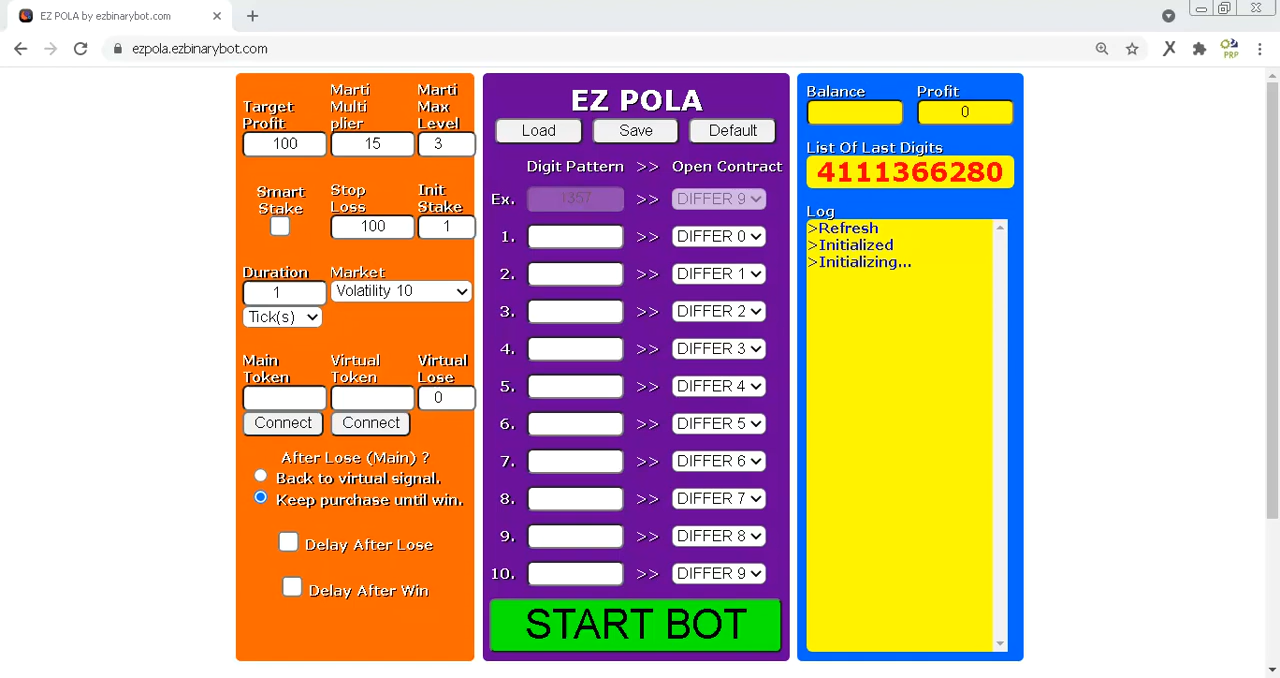 EZ POLA by ezbinarybot.com
ezpola.ezbinarybot.com
PRP
Target Profit
Marti Multi plier
Marti Max Level
100
15
3
Smart Stake
Stop Loss
Init Stake
100
1
Duration
Market
1
Volatility 10
Tick(s)
Main Token
Virtual Token
Virtual Lose
0
Connect
Connect
After Lose (Main) ?
Back to virtual signal.
Keep purchase until win.
Delay After Lose
Delay After Win
EZ POLA
Load
Save
Default
Digit Pattern >> Open Contract
Ex. 1357 >> DIFFER 9
1. >> DIFFER 0
2. >> DIFFER 1
3. >> DIFFER 2
4. >> DIFFER 3
5. >> DIFFER 4
6. >> DIFFER 5
7. >> DIFFER 6
8. >> DIFFER 7
9. >> DIFFER 8
10. >> DIFFER 9
START BOT
Balance
Profit
0
List Of Last Digits
4111366280
Log
>Refresh
>Initialized
>Initializing...